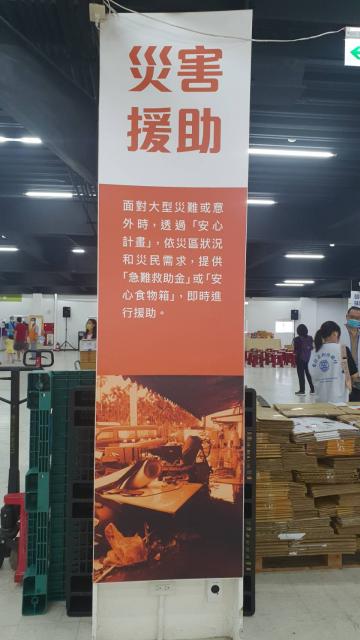 災害
援助
面對大型災難或意
外時，透過「安心
計畫」，依災區狀況
和災民需求，提供
「急難救助金」或「安
心食物箱」，即時進
行援助。